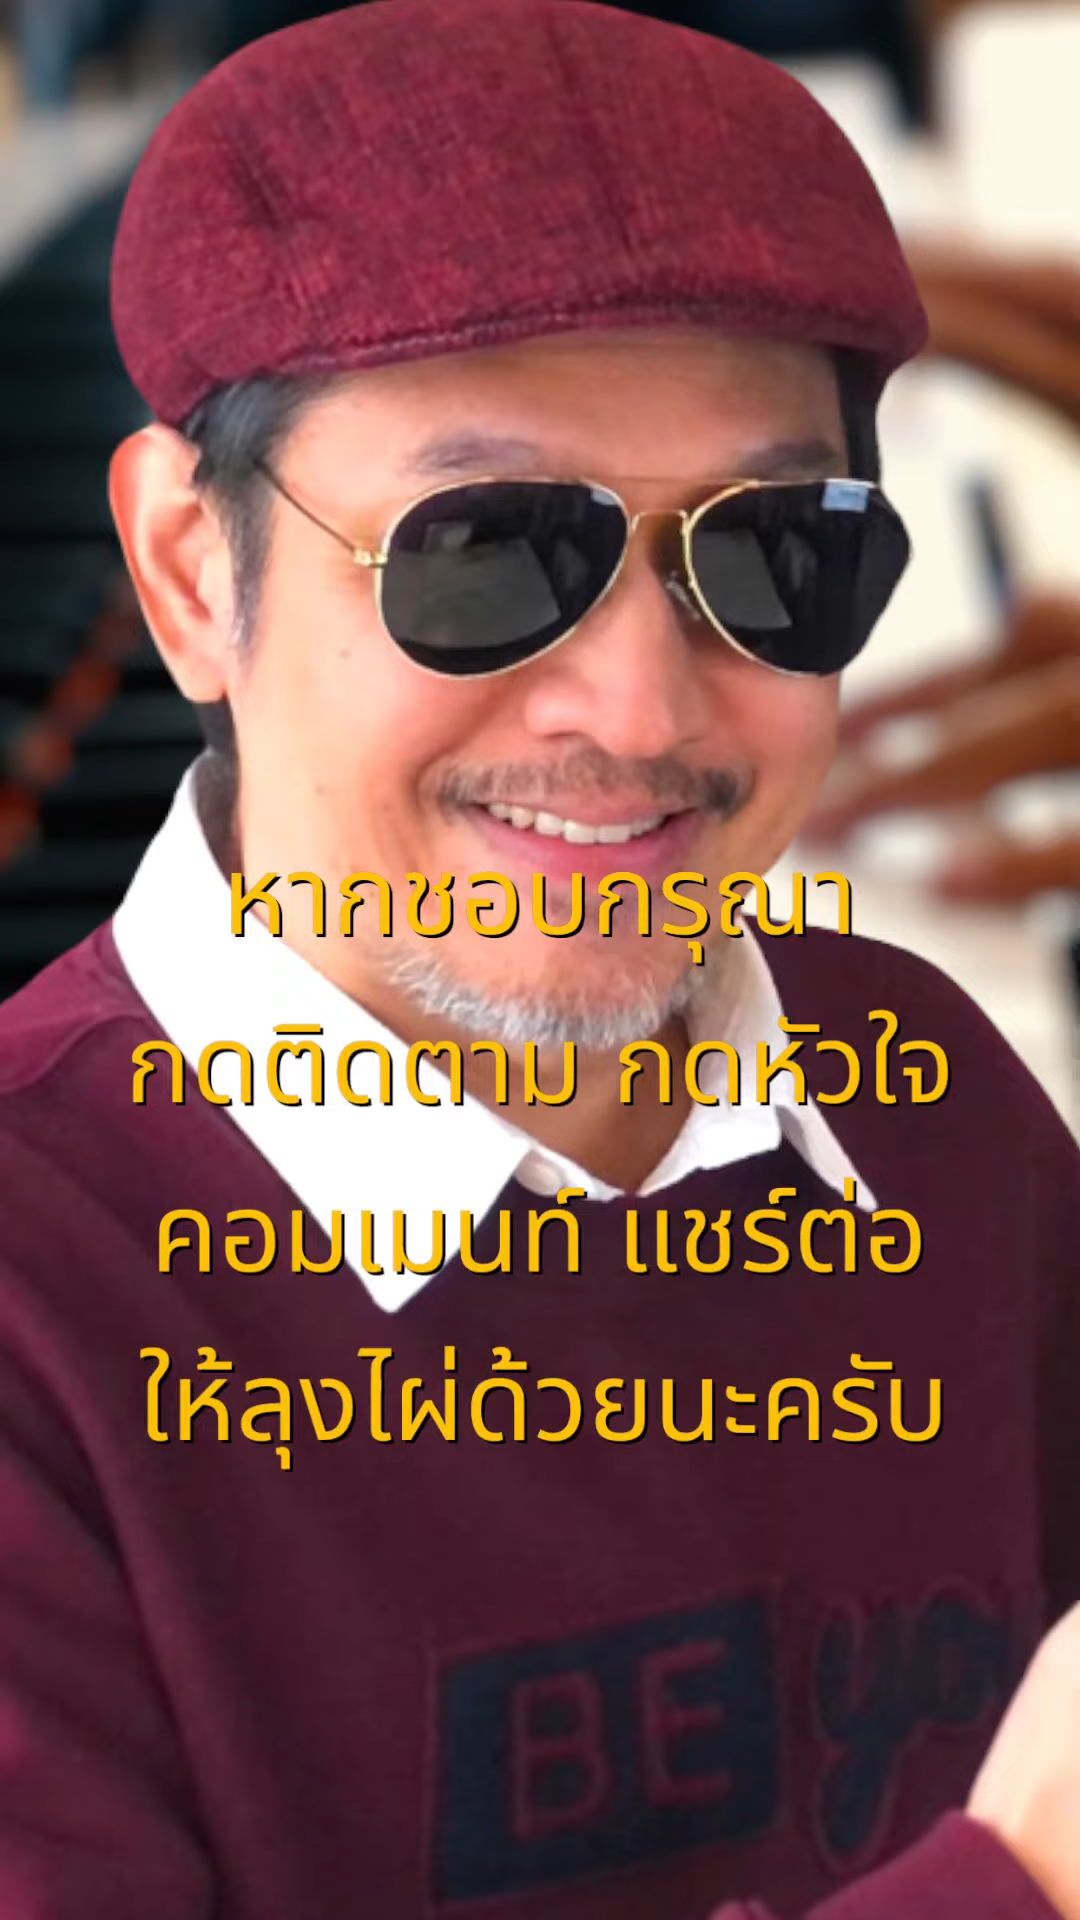 หากชอบกรุณา
กดติดตาม กดหัวใจ
คอมเมนท์ แชร์ต่อ
ให้ลุงไผ่ด้วยนะครับ
BE